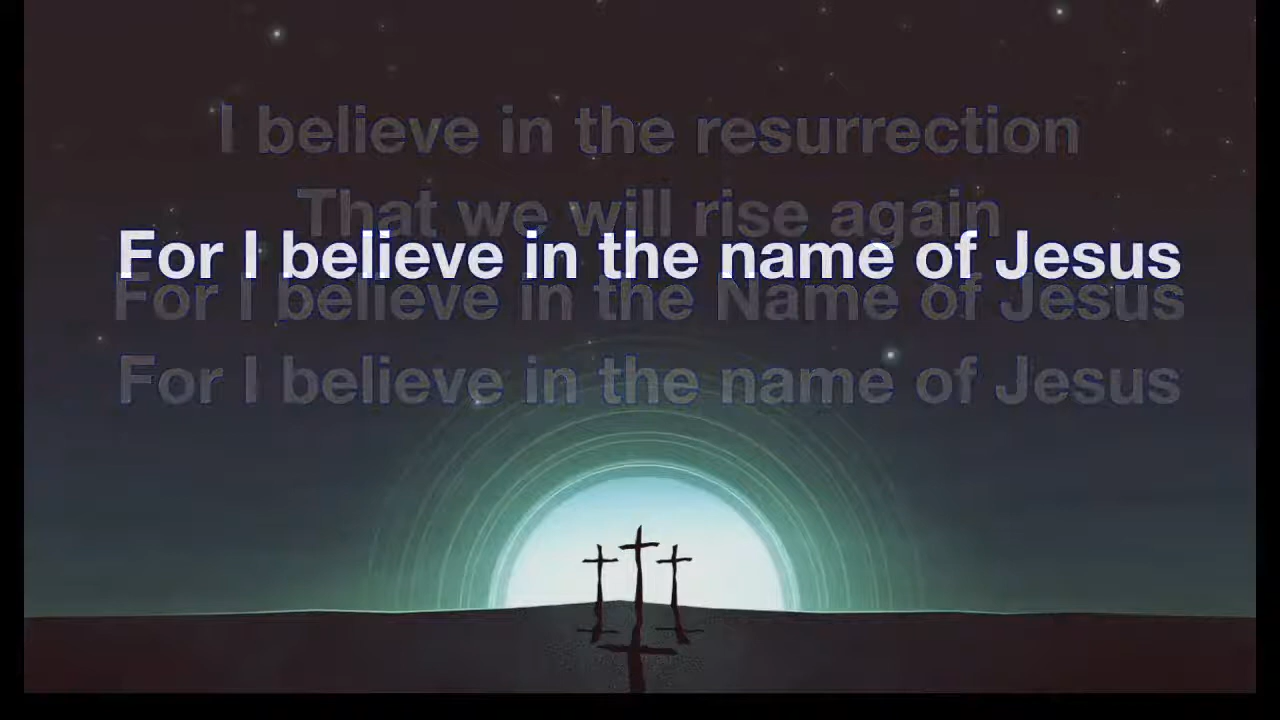 I believe in the resurrection
That we will rise again
For I believe in the name of Jesus
For I believe in the Name of Jesus
For I believe in the name of Jesus